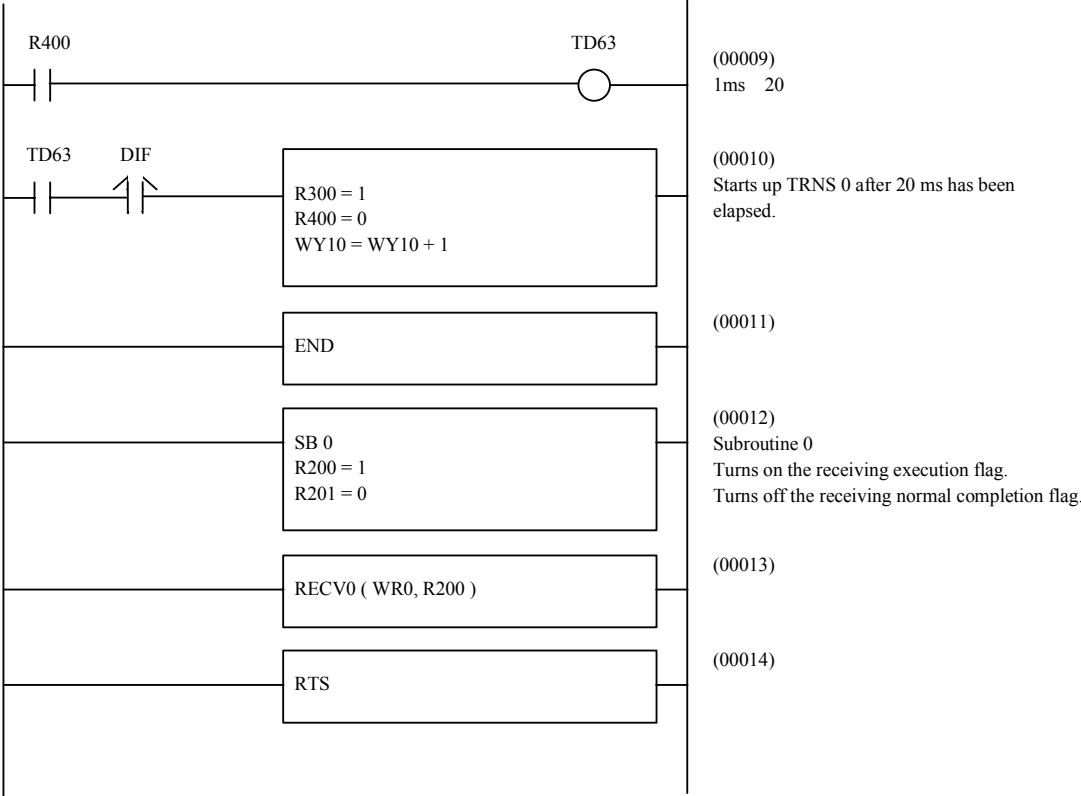 R400
TD63
(00009)
1ms 20
TD63
DIF
R300 = 1
R400 = 0
WY10 = WY10 + 1
(00010)
Starts up TRNS 0 after 20 ms has been
elapsed.
END
(00011)
SB 0
R200 = 1
R201 = 0
(00012)
Subroutine 0
Turns on the receiving execution flag.
Turns off the receiving normal completion flag.
RECV0 ( WR0, R200 )
(00013)
RTS
(00014)